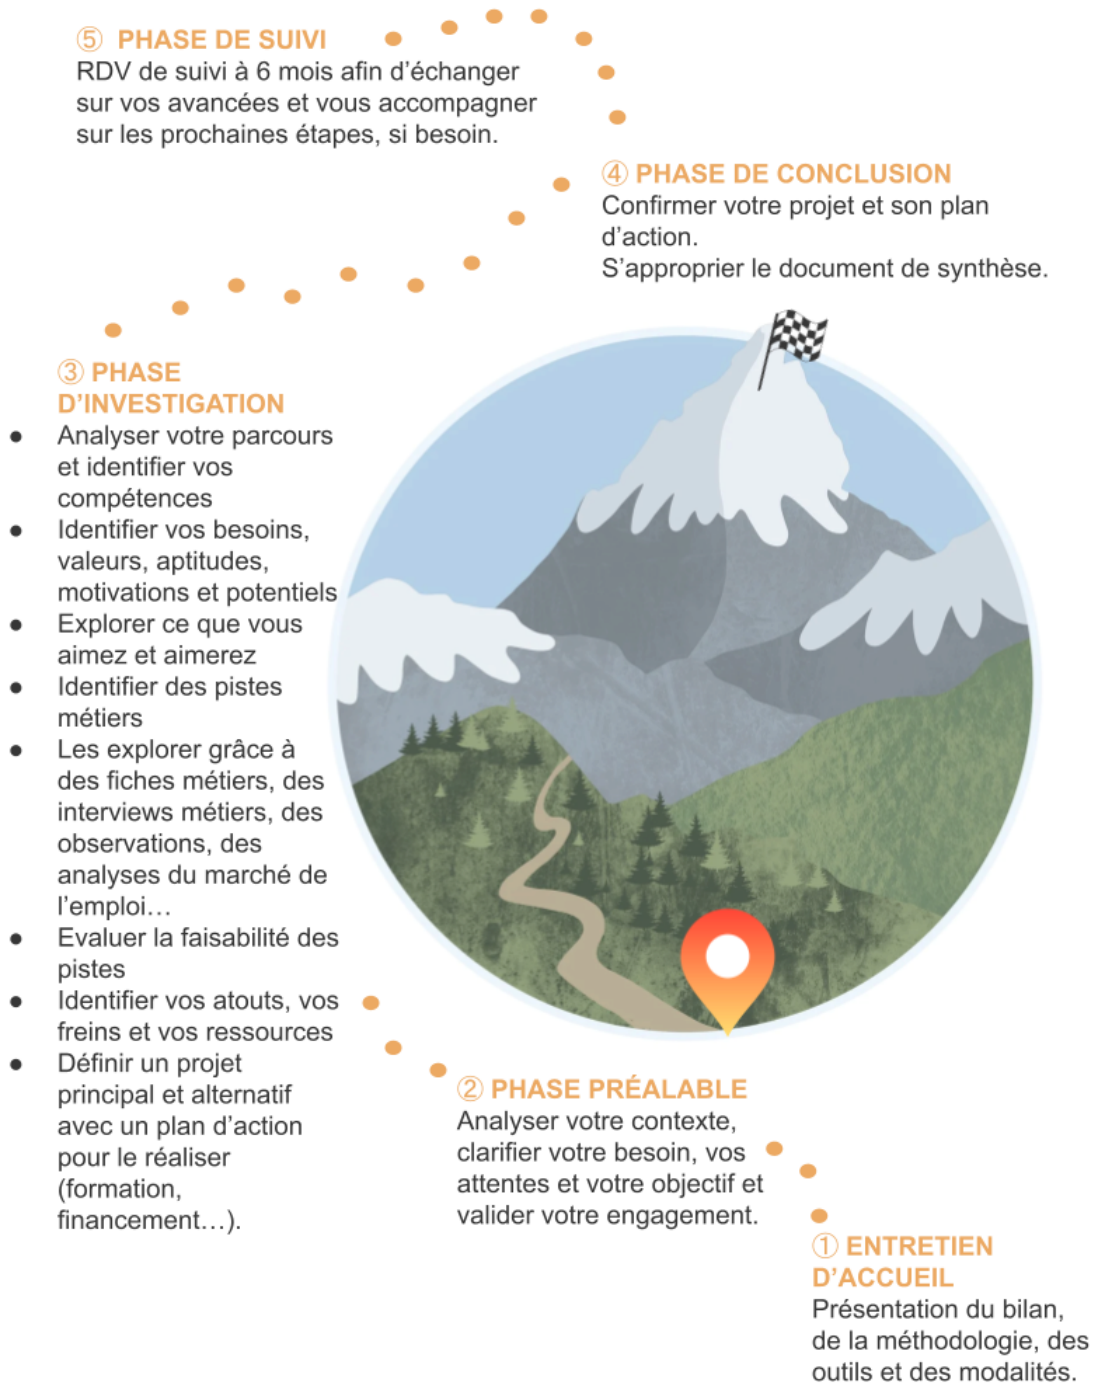 ⑤ PHASE DE SUIVI
RDV de suivi à 6 mois afin d’échanger
sur vos avancées et vous accompagner
sur les prochaines étapes, si besoin.
④ PHASE DE CONCLUSION
Confirmer votre projet et son plan
d’action.
S’approprier le document de synthèse.
③ PHASE
D’INVESTIGATION
● Analyser votre parcours
et identifier vos
compétences
● Identifier vos besoins,
valeurs, aptitudes,
motivations et potentiels
● Explorer ce que vous
aimez et aimerez
● Identifier des pistes
métiers
● Les explorer grâce à
des fiches métiers, des
interviews métiers, des
observations, des
analyses du marché de
l’emploi…
● Evaluer la faisabilité des
pistes
● Identifier vos atouts, vos
freins et vos ressources
● Définir un projet
principal et alternatif
avec un plan d’action
pour le réaliser
(formation,
financement…).
② PHASE PRÉALABLE
Analyser votre contexte,
clarifier votre besoin, vos
attentes et votre objectif et
valider votre engagement.
① ENTRETIEN
D’ACCUEIL
Présentation du bilan,
de la méthodologie, des
outils et des modalités.